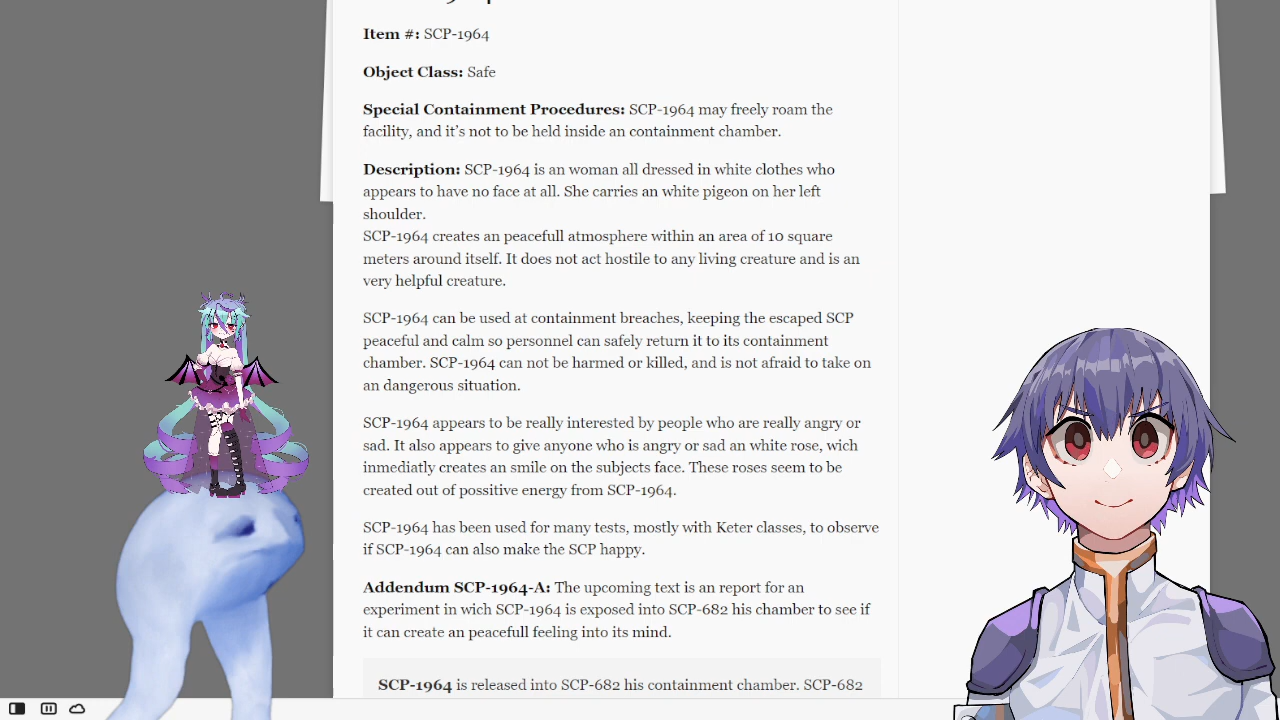 Item #: SCP-1964
Object Class: Safe
Special Containment Procedures: SCP-1964 may freely roam the
facility, and it's not to be held inside an containment chamber.
Description: SCP-1964 is an woman all dressed in white clothes who
appears to have no face at all. She carries an white pigeon on her left
shoulder.
SCP-1964 creates an peacefull atmosphere within an area of 10 square
meters around itself. It does not act hostile to any living creature and is an
very helpful creature.
SCP-1964 can be used at containment breaches, keeping the escaped SCP
peaceful and calm so personnel can safely return it to its containment
chamber. SCP-1964 can not be harmed or killed, and is not afraid to take on
an dangerous situation.
SCP-1964 appears to be really interested by people who are really angry or
sad. It also appears to give anyone who is angry or sad an white rose, wich
inmediatly creates an smile on the subjects face. These roses seem to be
created out of possitive energy from SCP-1964.
SCP-1964 has been used for many tests, mostly with Keter classes, to observe
if SCP-1964 can also make the SCP happy.
Addendum SCP-1964-A: The upcoming text is an report for an
experiment in wich SCP-1964 is exposed into SCP-682 his chamber to see if
it can create an peacefull feeling into its mind.
SCP-1964 is released into SCP-682 his containment chamber. SCP-682